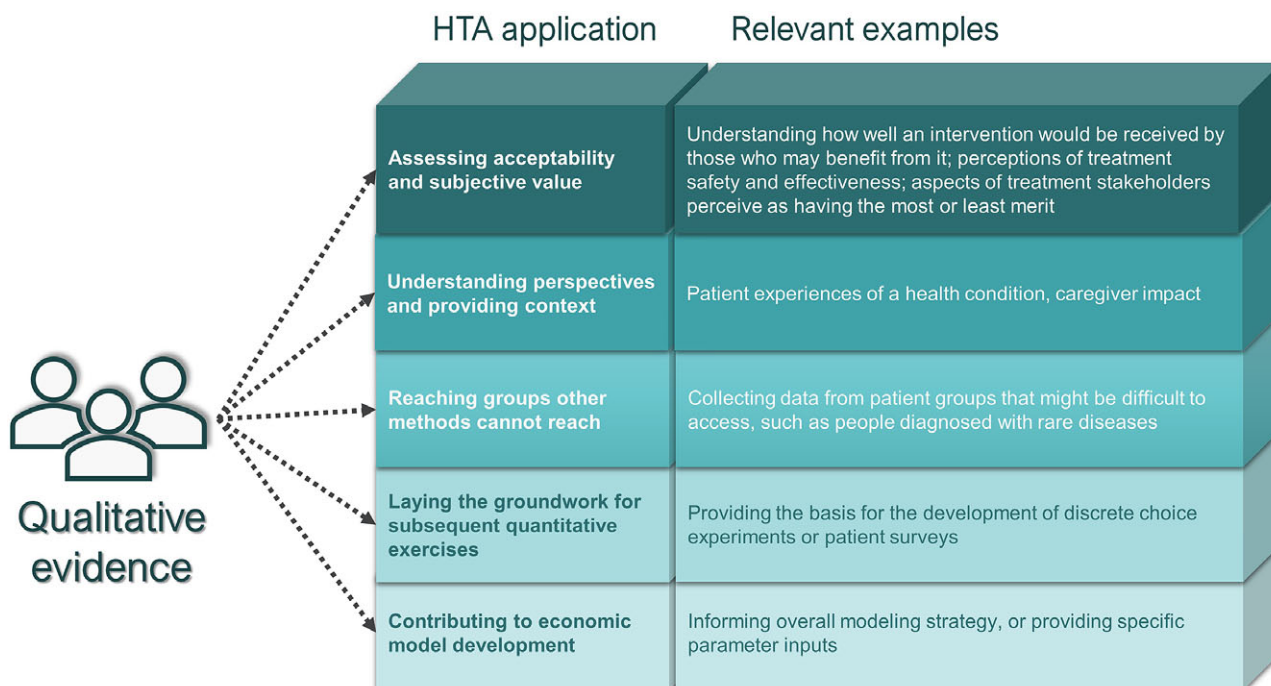 HTA application
Relevant examples
Assessing acceptability
and subjective value
Understanding how well an intervention would be received by
those who may benefit from it; perceptions of treatment
safety and effectiveness; aspects of treatment stakeholders
perceive as having the most or least merit
Understanding perspectives
and providing context
Patient experiences of a health condition, caregiver impact
Reaching groups other
methods cannot reach
Collecting data from patient groups that might be difficult to
access, such as people diagnosed with rare diseases
Laying the groundwork for
subsequent quantitative
exercises
Providing the basis for the development of discrete choice
experiments or patient surveys
Contributing to economic
model development
Informing overall modeling strategy, or providing specific
parameter inputs
Qualitative
evidence